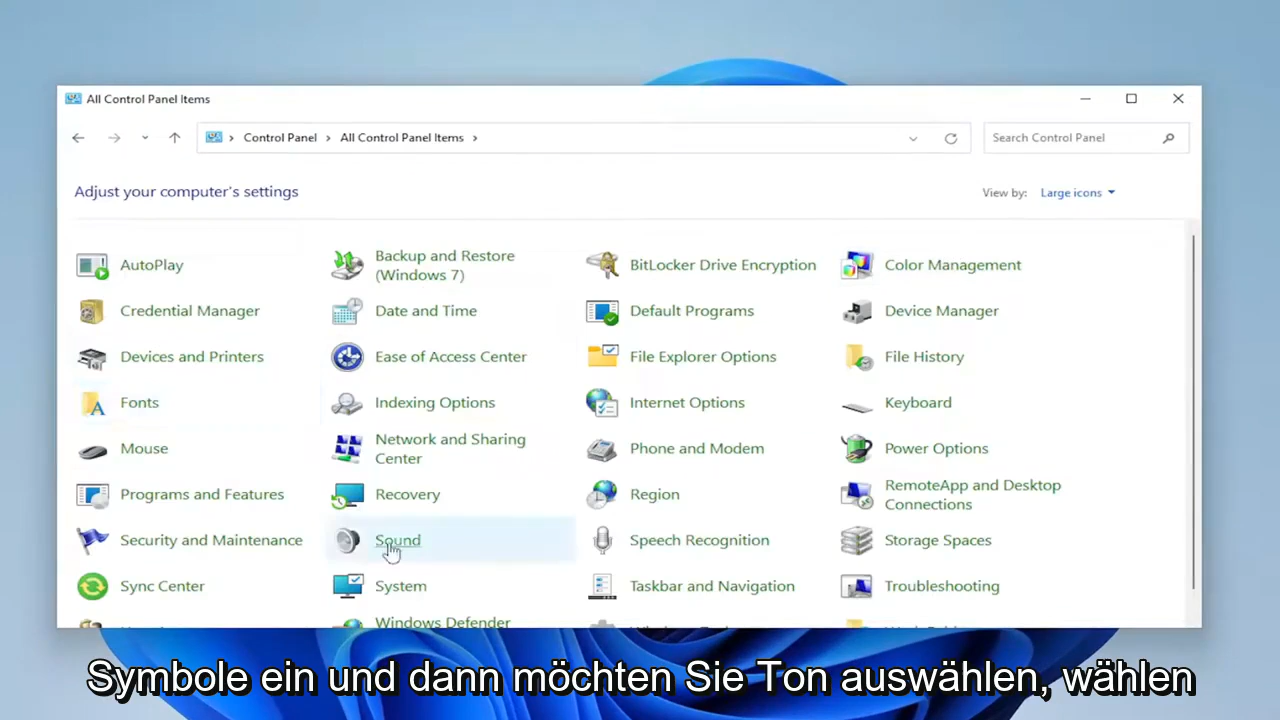 All Control Panel Items
Control Panel
All Control Panel Items
Search Control Panel
Adjust your computer's settings
View by: Large icons
AutoPlay
Backup and Restore
(Windows 7)
BitLocker Drive Encryption
Color Management
Credential Manager
Date and Time
Default Programs
Device Manager
Devices and Printers
Ease of Access Center
File Explorer Options
File History
Fonts
Indexing Options
Internet Options
Keyboard
Mouse
Network and Sharing
Center
Phone and Modem
Power Options
Programs and Features
Recovery
Region
RemoteApp and Desktop
Connections
Security and Maintenance
Sound
Speech Recognition
Storage Spaces
Sync Center
System
Taskbar and Navigation
Troubleshooting
Windows Defender
Symbole ein und dann möchten Sie Ton auswählen, wählen